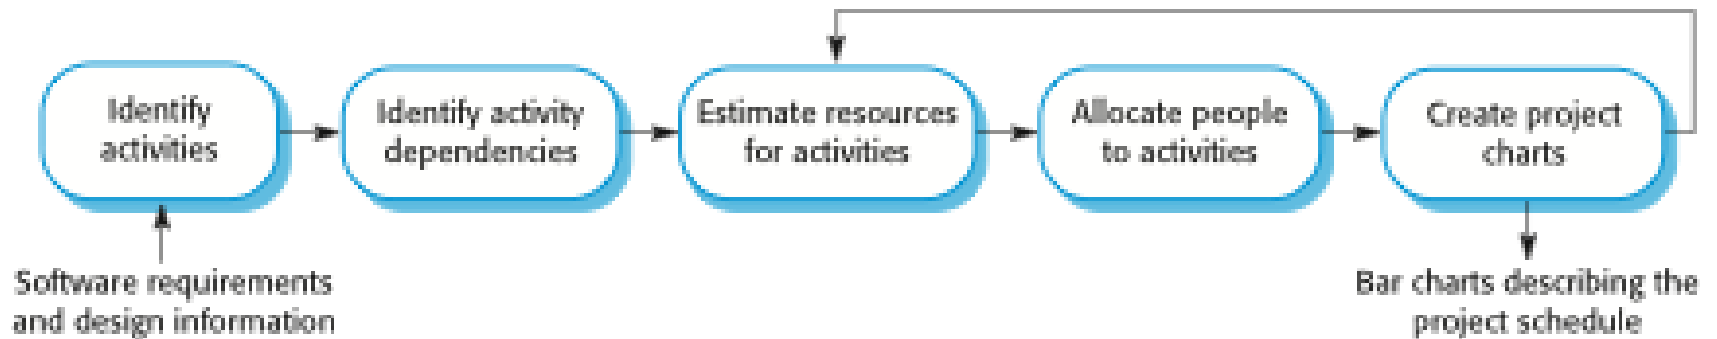 Identify
activities
Identify activity
dependencies
Estimate resources
for activities
Allocate people
to activities
Create project
charts
Software requirements
and design information
Bar charts describing the
project schedule